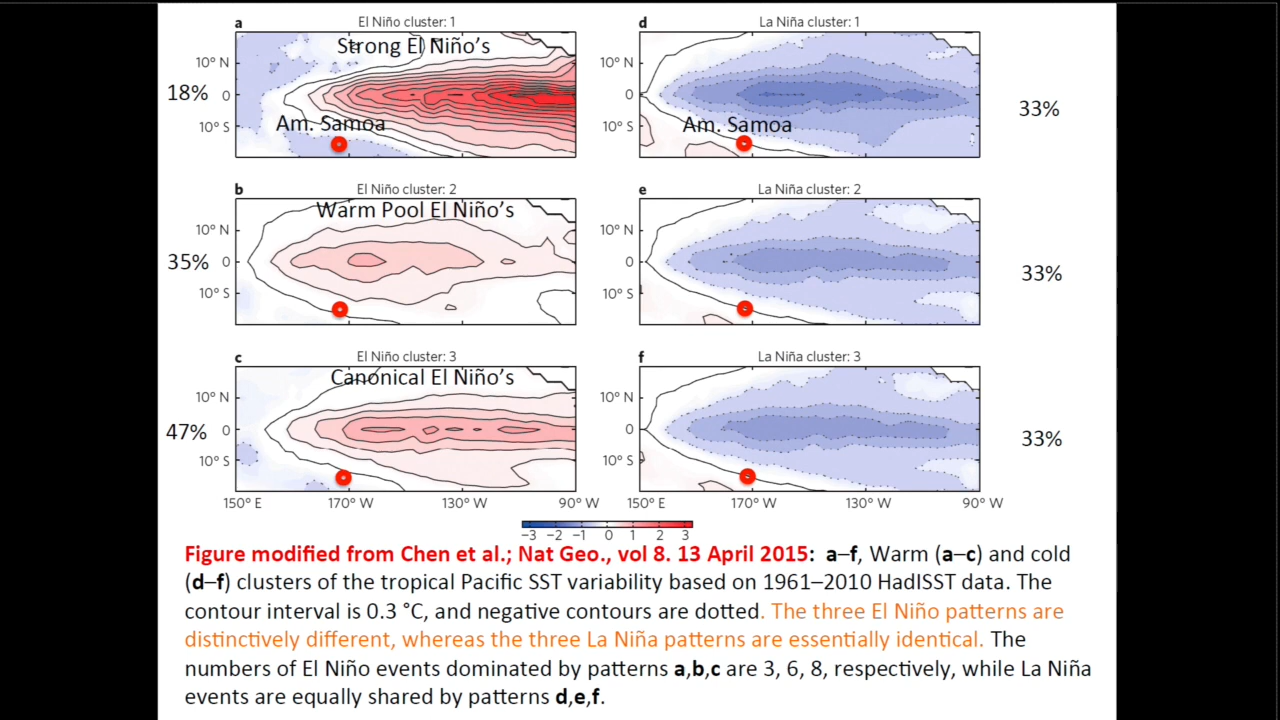 a El Niño cluster: 1
d La Niña cluster: 1
Strong El Niño's
10° N
0
10° S
18%
Am. Samoa
10° N
0
10° S
Am. Samoa
33%
b El Niño cluster: 2
e La Niña cluster: 2
Warm Pool El Niño's
10° N
0
10° S
35%
10° N
0
10° S
33%
c El Niño cluster: 3
f La Niña cluster: 3
Canonical El Niño's
10° N
0
10° S
47%
10° N
0
10° S
33%
150° E 170° W 130° W 90° W
150° E 170° W 130° W 90° W
−3 −2 −1 0 1 2 3
Figure modified from Chen et al.; Nat Geo., vol 8. 13 April 2015: a–f, Warm (a–c) and cold
(d–f) clusters of the tropical Pacific SST variability based on 1961–2010 HadISST data. The
contour interval is 0.3 °C, and negative contours are dotted. The three El Niño patterns are
distinctively different, whereas the three La Niña patterns are essentially identical. The
numbers of El Niño events dominated by patterns a,b,c are 3, 6, 8, respectively, while La Niña
events are equally shared by patterns d,e,f.